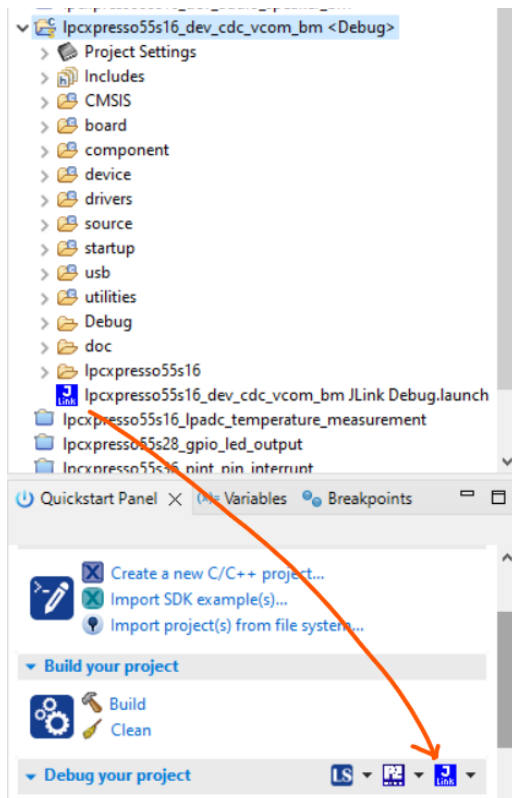 lpcxpresso55s16_dev_cdc_vcom_bm <Debug>
Project Settings
Includes
CMSIS
board
component
device
drivers
source
startup
usb
utilities
Debug
doc
lpcxpresso55s16
lpcxpresso55s16_dev_cdc_vcom_bm JLink Debug.launch
lpcxpresso55s16_lpadc_temperature_measurement
lpcxpresso55s28_gpio_led_output
lpcxpresso55s36_pint_pin_interrupt
Quickstart Panel (x)= Variables Breakpoints
Create a new C/C++ project...
Import SDK example(s)...
Import project(s) from file system...
Build your project
Build
Clean
Debug your project LS J Link